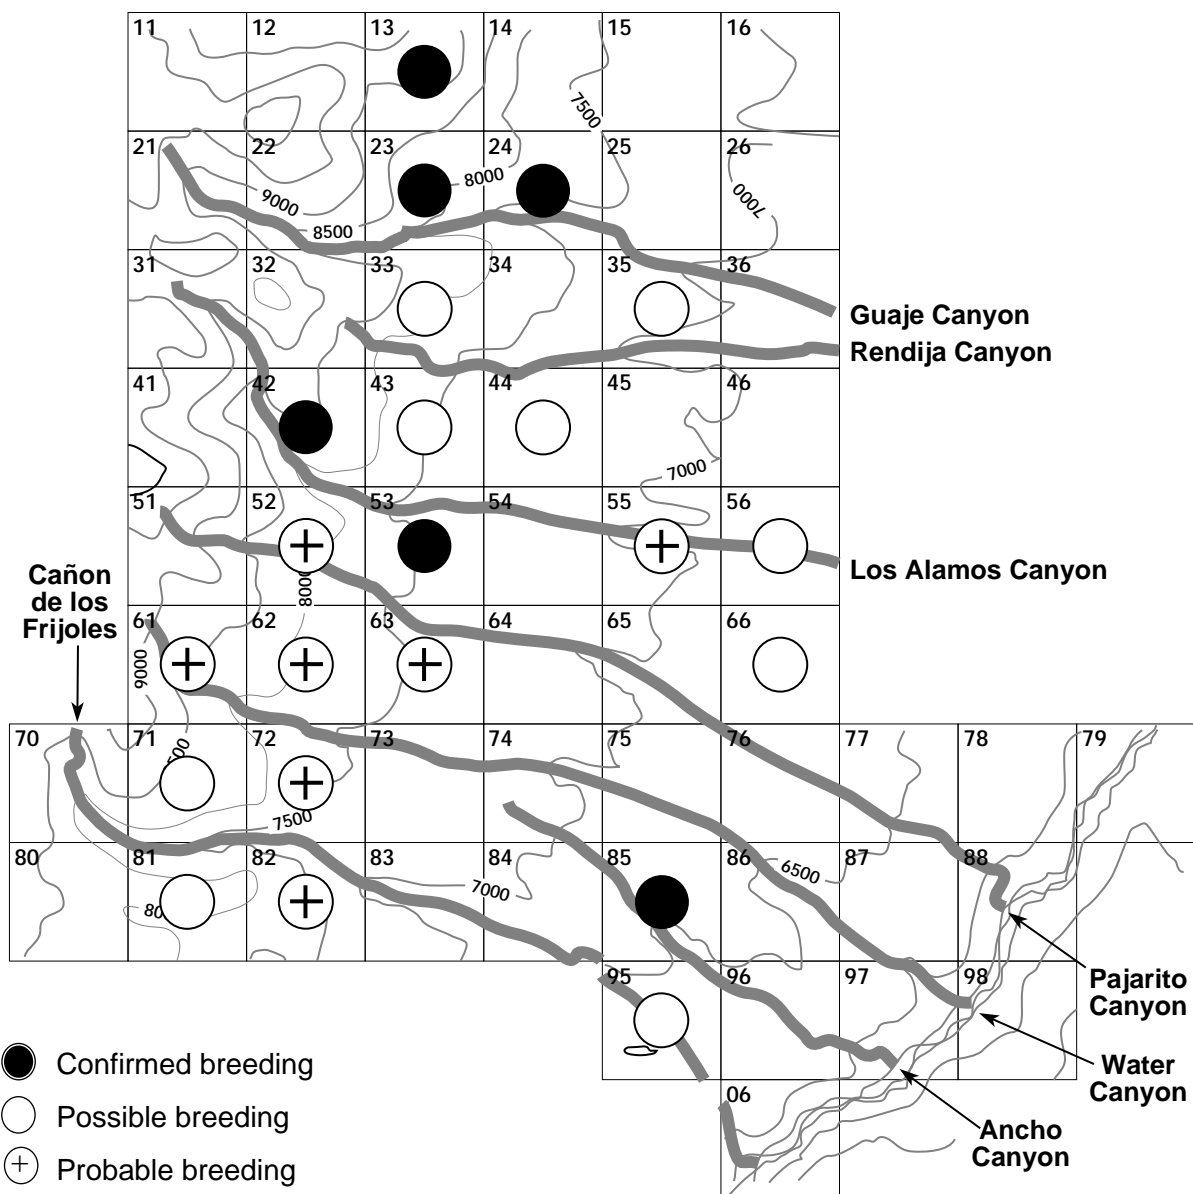 11 12 13 14 15 16
7500
21 22 23 24 25 26
8000
9000
7000
8500
31 32 33 34 35 36
Guaje Canyon
Rendija Canyon
41 42 43 44 45 46
7000
51 52 53 54 55 56
Los Alamos Canyon
Cañon
de los
Frijoles
8000
61 62 63 64 65 66
9000
70 71 72 73 74 75 76 77 78 79
500
7500
80 81 82 83 84 85 86 87 88
6500
7000
80
95 96 97 98
Pajarito
Canyon
Water
Canyon
06
Ancho
Canyon
Confirmed breeding
Possible breeding
Probable breeding